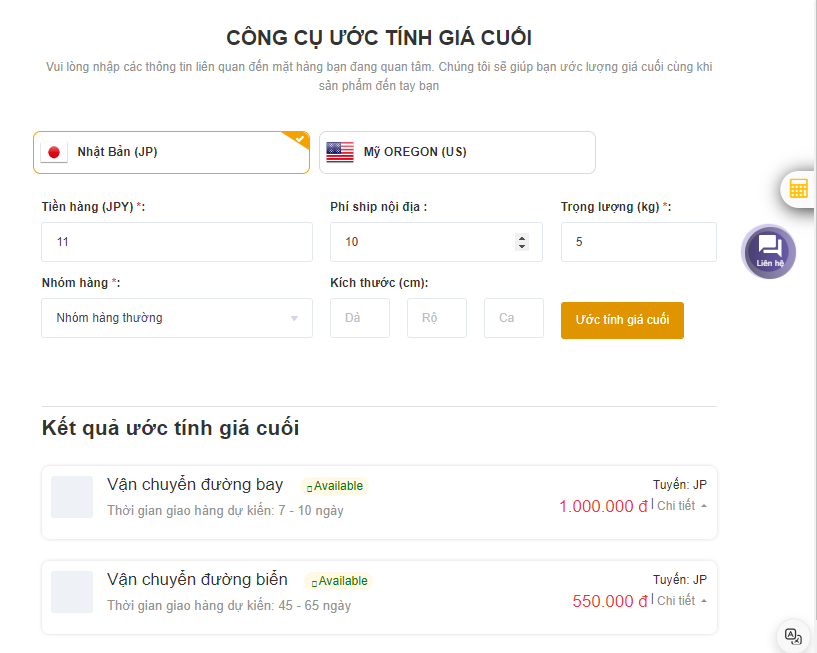 CÔNG CỤ ƯỚC TÍNH GIÁ CUỐI
Vui lòng nhập các thông tin liên quan đến mặt hàng bạn đang quan tâm. Chúng tôi sẽ giúp bạn ước lượng giá cuối cùng khi
sản phẩm đến tay bạn
Nhật Bản (JP)
Mỹ OREGON (US)
Tiền hàng (JPY) *:
Phí ship nội địa :
Trọng lượng (kg) *:
11
10
5
Liên hệ
Nhóm hàng *:
Kích thước (cm):
Nhóm hàng thường
Dà
Rộ
Ca
Ước tính giá cuối
Kết quả ước tính giá cuối
Vận chuyển đường bay
Available
Tuyến: JP
Thời gian giao hàng dự kiến: 7 - 10 ngày
1.000.000 đ | Chi tiết
Vận chuyển đường biển
Available
Tuyến: JP
Thời gian giao hàng dự kiến: 45 - 65 ngày
550.000 đ | Chi tiết